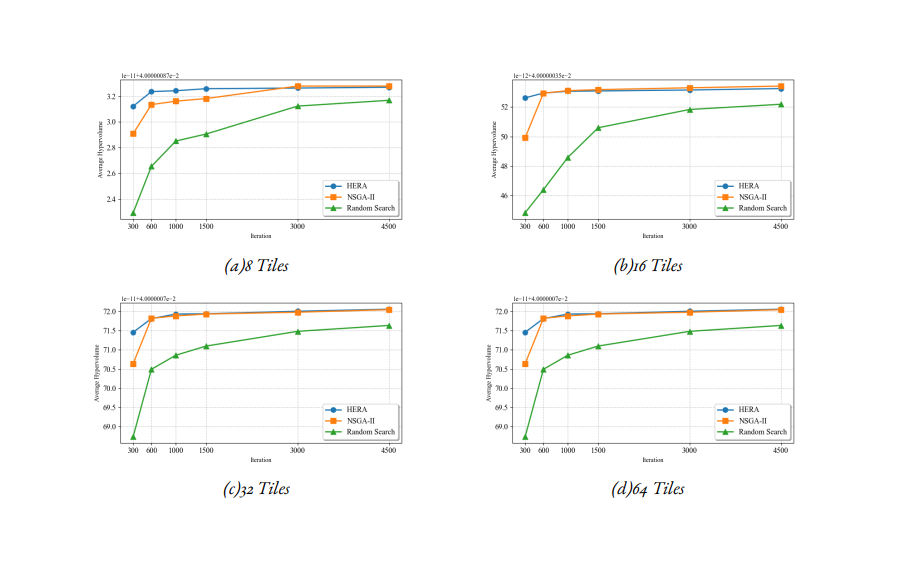 1e−11+4.00000087e−2
3.2
3.0
2.8
2.6
2.4
Average Hypervolume
HERA
NSGA-II
Random Search
300 600 1000 1500 3000 4500
Iteration
(a)8 Tiles
1e−12+4.00000035e−2
52
50
48
46
Average Hypervolume
HERA
NSGA-II
Random Search
300 600 1000 1500 3000 4500
Iteration
(b)16 Tiles
1e−11+4.0000007e−2
72.0
71.5
71.0
70.5
70.0
69.5
69.0
Average Hypervolume
HERA
NSGA-II
Random Search
300 600 1000 1500 3000 4500
Iteration
(c)32 Tiles
1e−11+4.0000007e−2
72.0
71.5
71.0
70.5
70.0
69.5
69.0
Average Hypervolume
HERA
NSGA-II
Random Search
300 600 1000 1500 3000 4500
Iteration
(d)64 Tiles